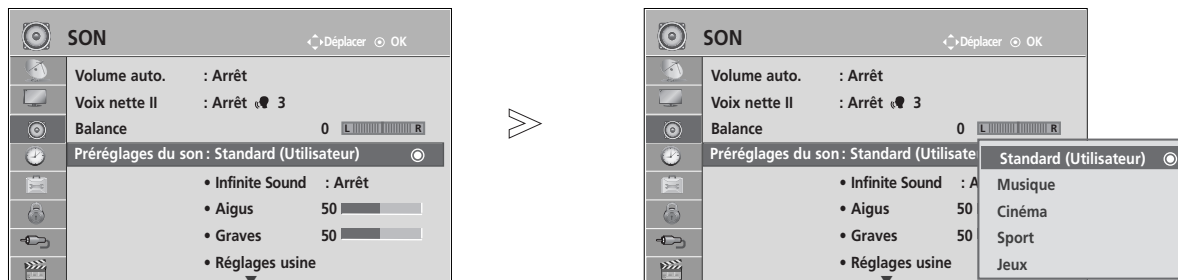 SON
Déplacer OK
Volume auto. : Arrêt
Voix nette II : Arrêt 3
Balance 0 L R
Préréglages du son : Standard (Utilisateur)
• Infinite Sound : Arrêt
• Aigus 50
• Graves 50
• Réglages usine
>
SON
Déplacer OK
Volume auto. : Arrêt
Voix nette II : Arrêt 3
Balance 0 L R
Préréglages du son : Standard (Utilisate
• Infinite Sound : A
• Aigus 50
• Graves 50
• Réglages usine
Standard (Utilisateur)
Musique
Cinéma
Sport
Jeux